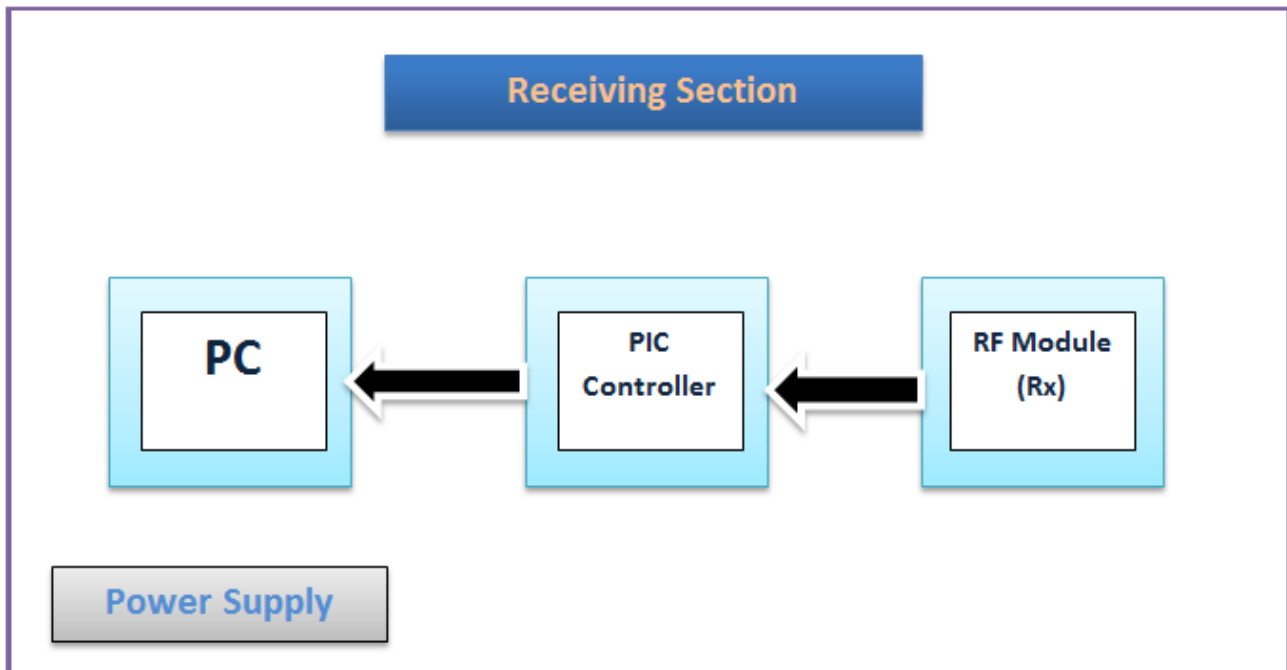 Receiving Section
PC
PIC
Controller
RF Module
(Rx)
Power Supply